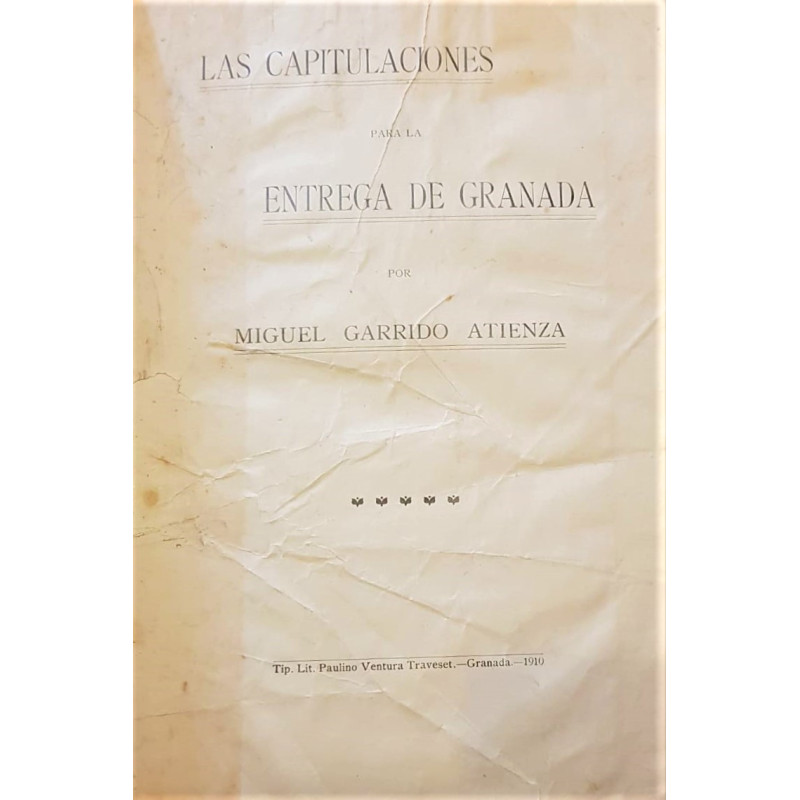 LAS CAPITULACIONES
PARA LA
ENTREGA DE GRANADA
POR
MIGUEL GARRIDO ATIENZA
Tip. Lit. Paulino Ventura Traveset.—Granada.—1910